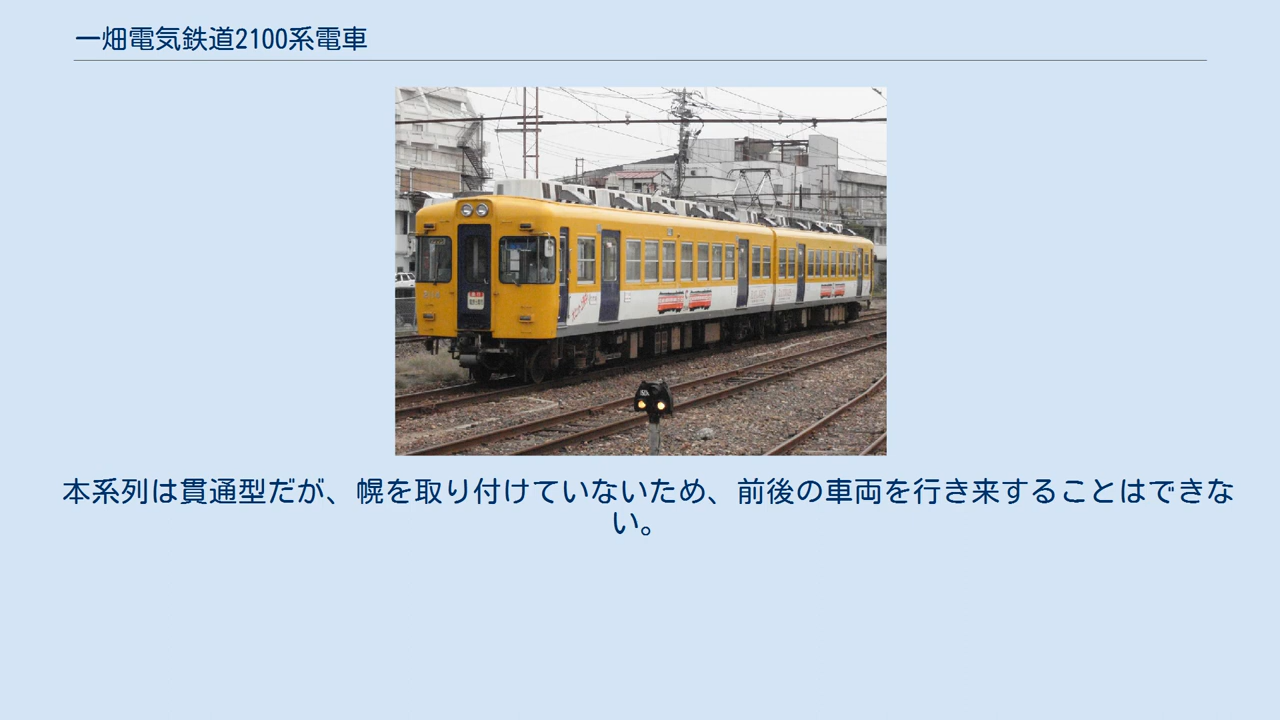 一畑電気鉄道2100系電車
本系列は貫通型だが、幌を取り付けていないため、前後の車両を行き来することはできな
い。